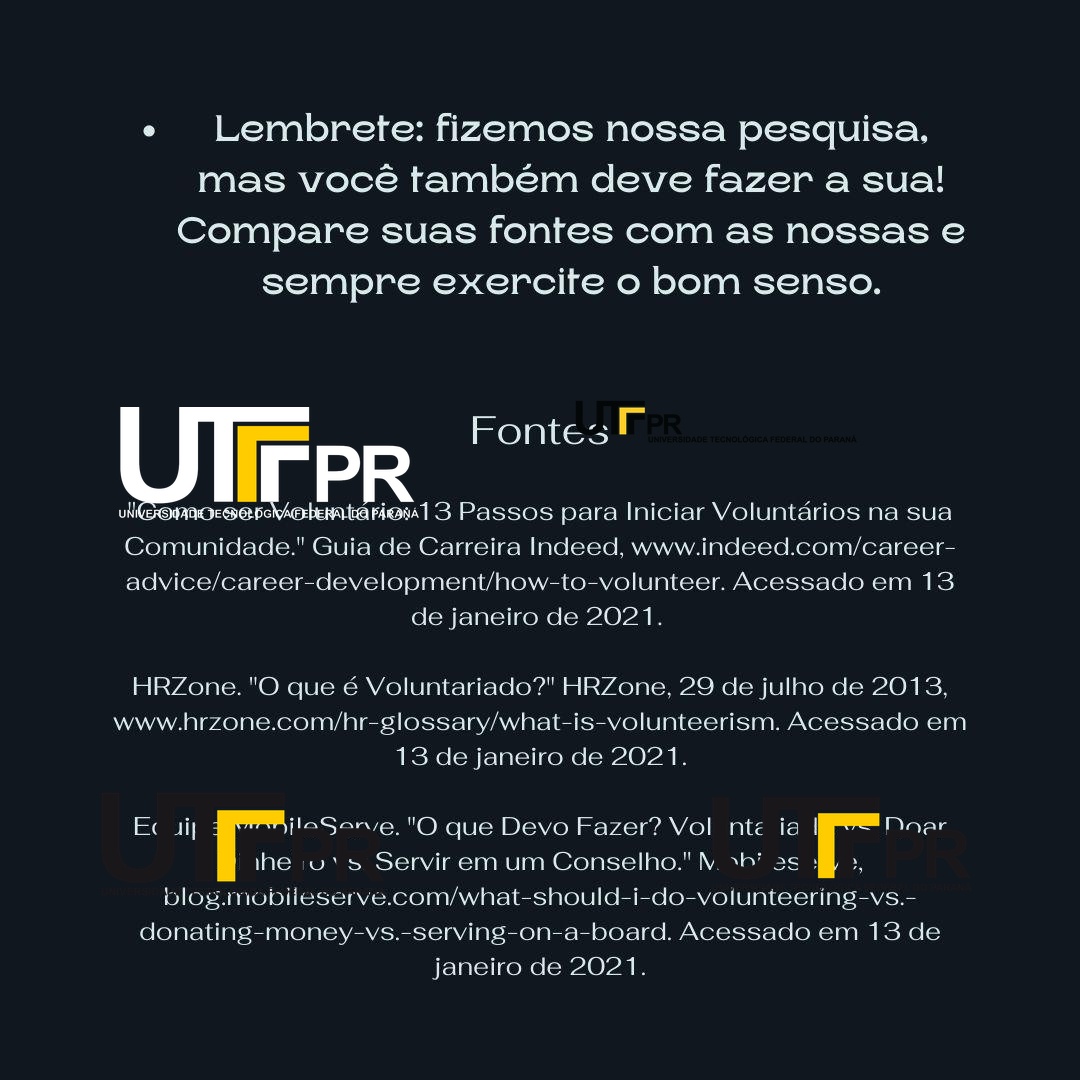 • Lembrete: fizemos nossa pesquisa,
mas você também deve fazer a sua!
Compare suas fontes com as nossas e
sempre exercite o bom senso.
UTFPR
UNIVERSIDADE TECNOLÓGICA FEDERAL DO PARANÁ
Fontes
UTFPR
UNIVERSIDADE TECNOLÓGICA FEDERAL DO PARANÁ
13 Passos para Iniciar Voluntários na sua
Comunidade." Guia de Carreira Indeed, www.indeed.com/career-
advice/career-development/how-to-volunteer. Acessado em 13
de janeiro de 2021.
HRZone. "O que é Voluntariado?" HRZone, 29 de julho de 2013,
www.hrzone.com/hr-glossary/what-is-volunteerism. Acessado em
13 de janeiro de 2021.
UTFPR
UTFPR
Equipe MobileServe. "O que Devo Fazer? Voluntariado vs. Doar
Dinheiro vs. Servir em um Conselho." Mobileserve,
blog.mobileserve.com/what-should-i-do-volunteering-vs.-
donating-money-vs.-serving-on-a-board. Acessado em 13 de
janeiro de 2021.